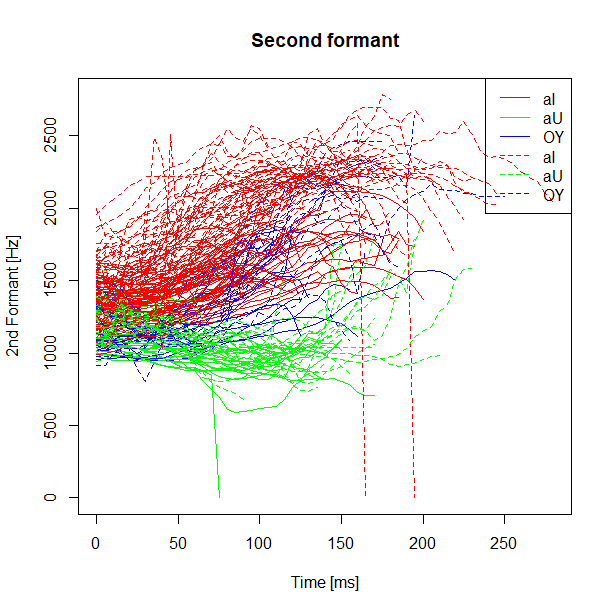 Second formant
aI
aU
OY
aI
aU
OY
2nd Formant [Hz]
2500
2000
1500
1000
500
0
0 50 100 150 200 250
Time [ms]